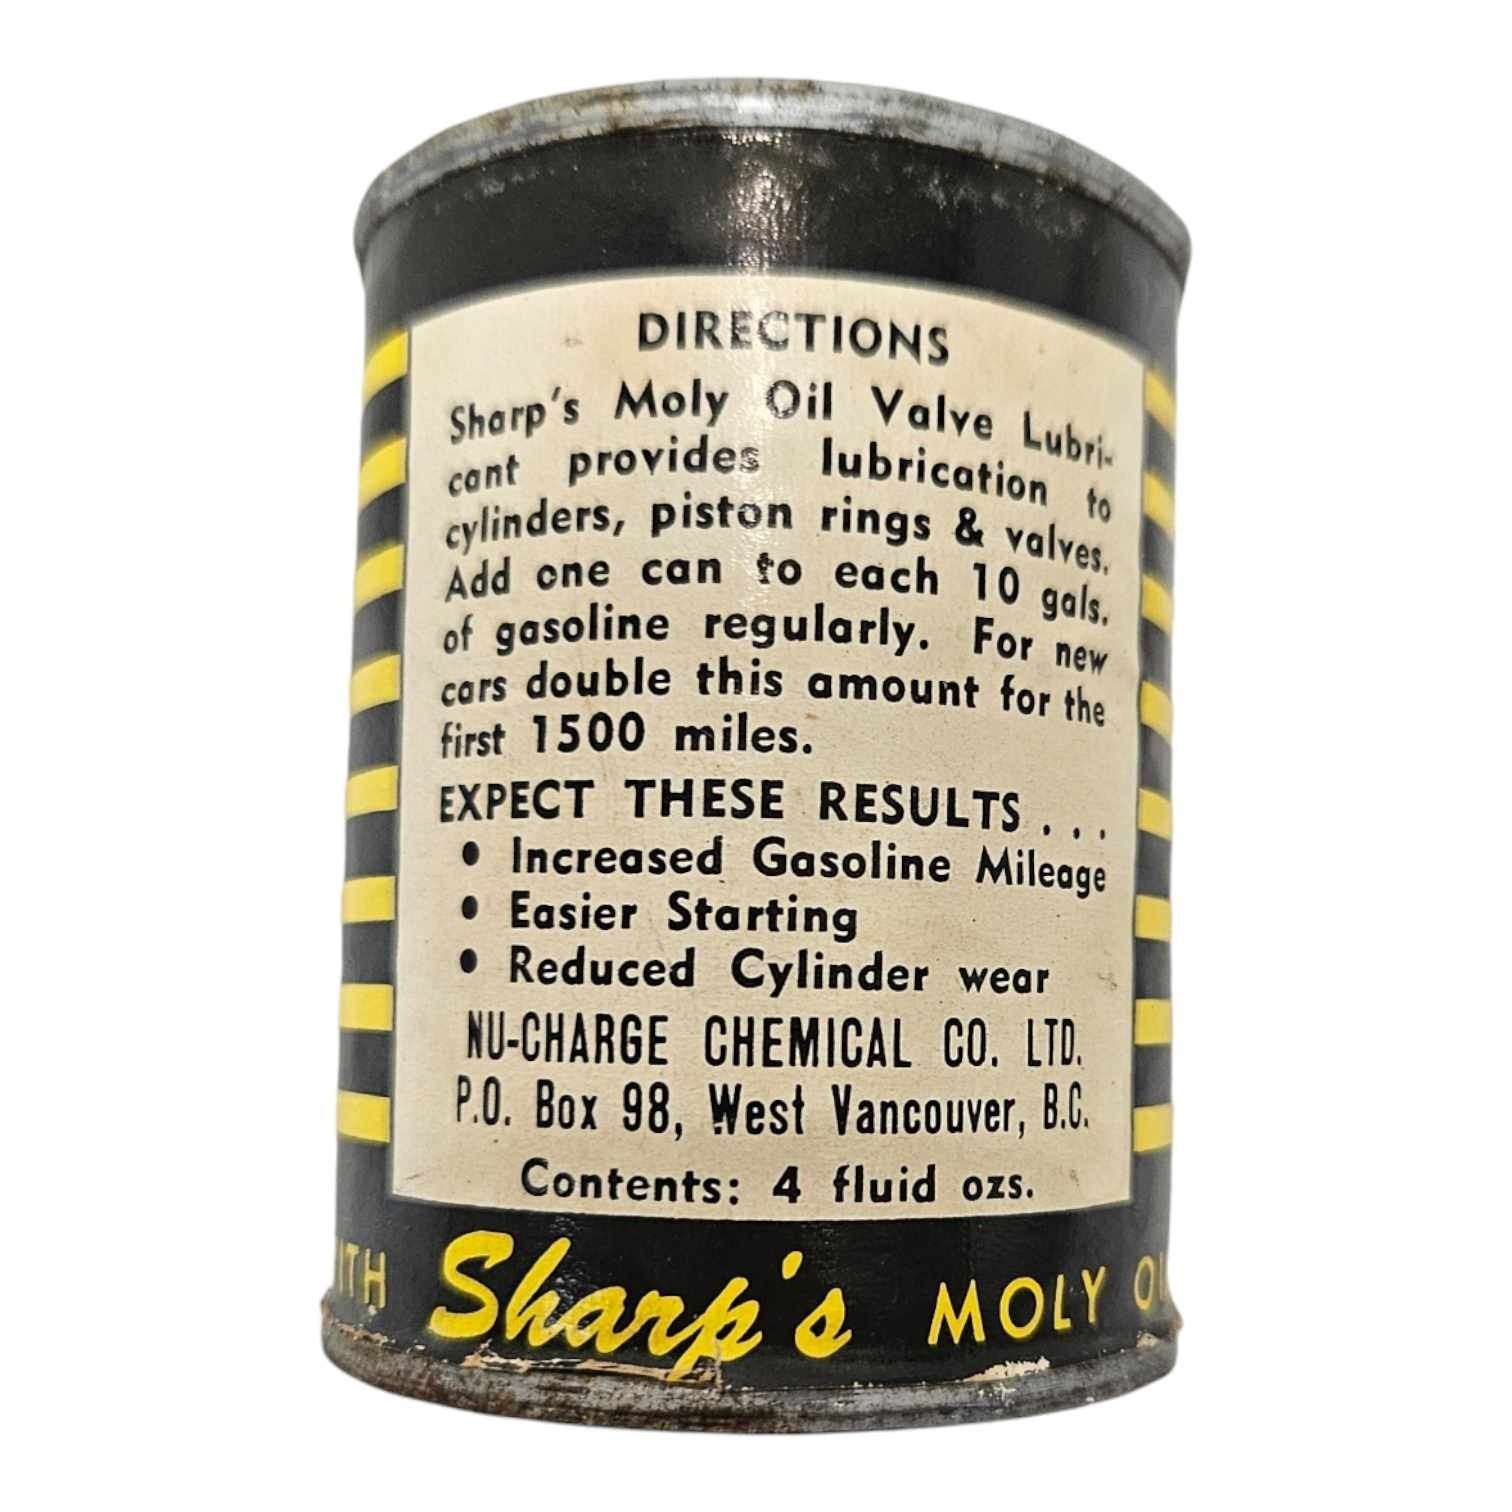 DIRECTIONS
Sharp's Moly Oil Valve Lubri-
cant provides lubrication to
cylinders, piston rings & valves.
Add one can to each 10 gals.
of gasoline regularly. For new
cars double this amount for the
first 1500 miles.
EXPECT THESE RESULTS . . .
• Increased Gasoline Mileage
• Easier Starting
• Reduced Cylinder wear
NU-CHARGE CHEMICAL CO. LTD.
P.O. Box 98, West Vancouver, B.C.
Contents: 4 fluid ozs.
Sharp's MOLY